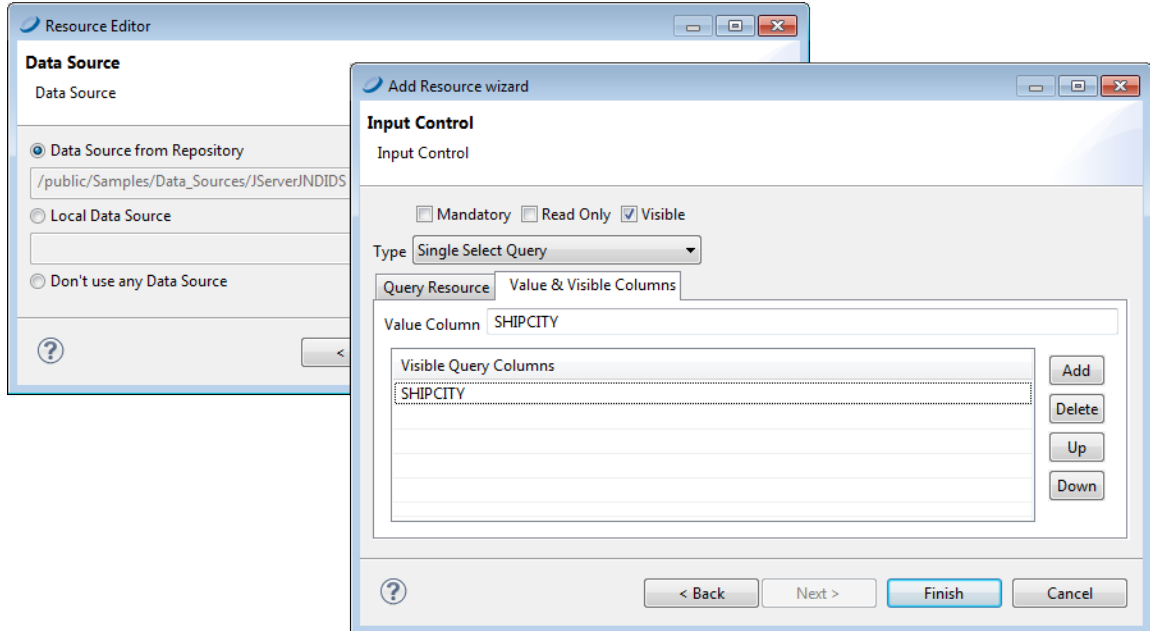 Resource Editor
Data Source
Data Source
Data Source from Repository
/public/Samples/Data_Sources/JServerJNDIDS
Local Data Source
Don't use any Data Source
<
Add Resource wizard
Input Control
Input Control
Mandatory Read Only Visible
Type Single Select Query
Query Resource Value & Visible Columns
Value Column SHIPCITY
Visible Query Columns
SHIPCITY
Add
Delete
Up
Down
< Back Next > Finish Cancel